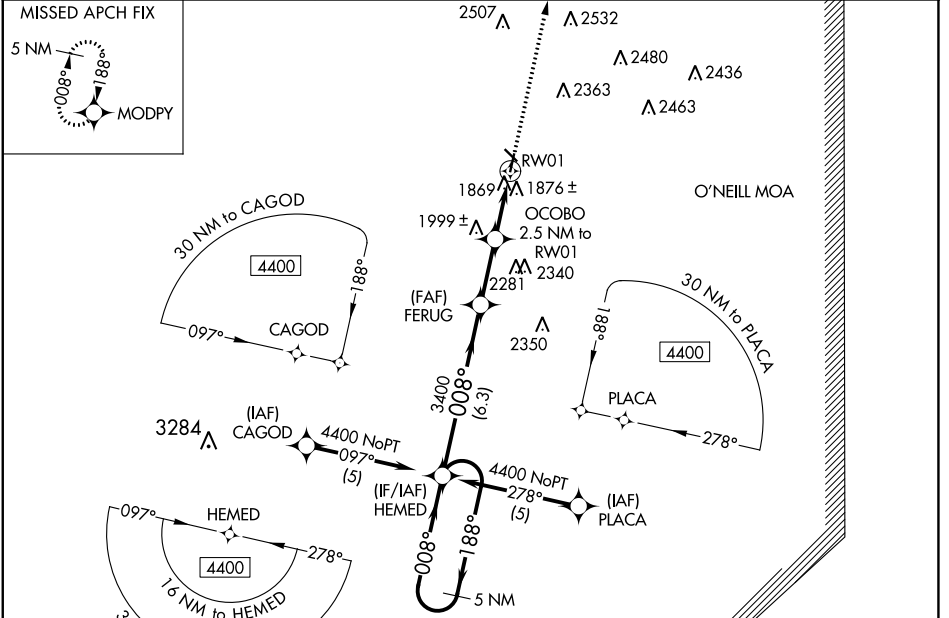 MISSED APCH FIX
5 NM
008°
188°
MODPY
2507
2532
2480
2436
2363
2463
RW01
1869
1876 ±
O'NEILL MOA
OCOBO
2.5 NM to
RW01
1999 ±
2281
2340
(FAF)
FERUG
2350
30 NM to CAGOD
4400
188°
097°
CAGOD
30 NM to PLACA
188°
4400
PLACA
278°
3400
008°
(6.3)
3284
(IAF)
CAGOD
4400 NoPT
097°
(5)
(IF/IAF)
HEMED
4400 NoPT
278°
(5)
(IAF)
PLACA
008°
188°
5 NM
097°
HEMED
278°
4400
16 NM to HEMED